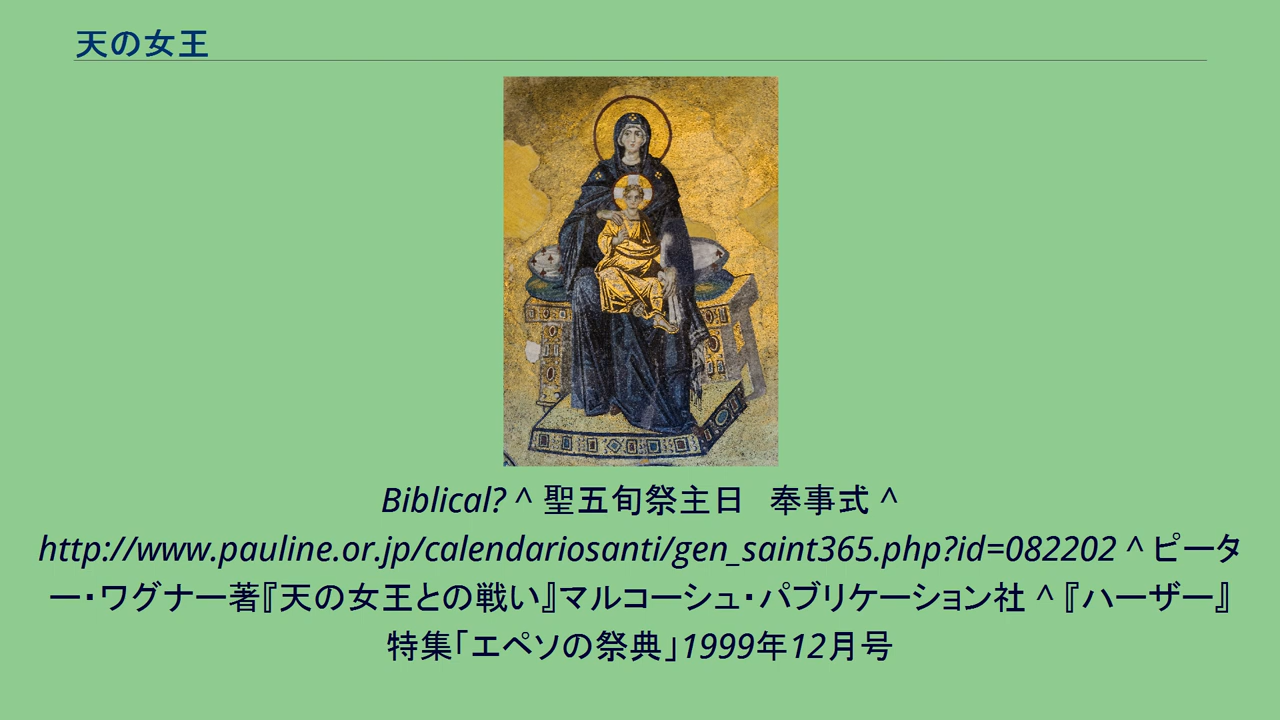 天の女王
Biblical? ^ 聖五旬祭主日　奉事式 ^
http://www.pauline.or.jp/calendariosanti/gen_saint365.php?id=082202 ^ ピータ
ー・ワグナー著『天の女王との戦い』マルコーシュ・パブリケーション社 ^ 『ハーザー』
特集「エペソの祭典」1999年12月号